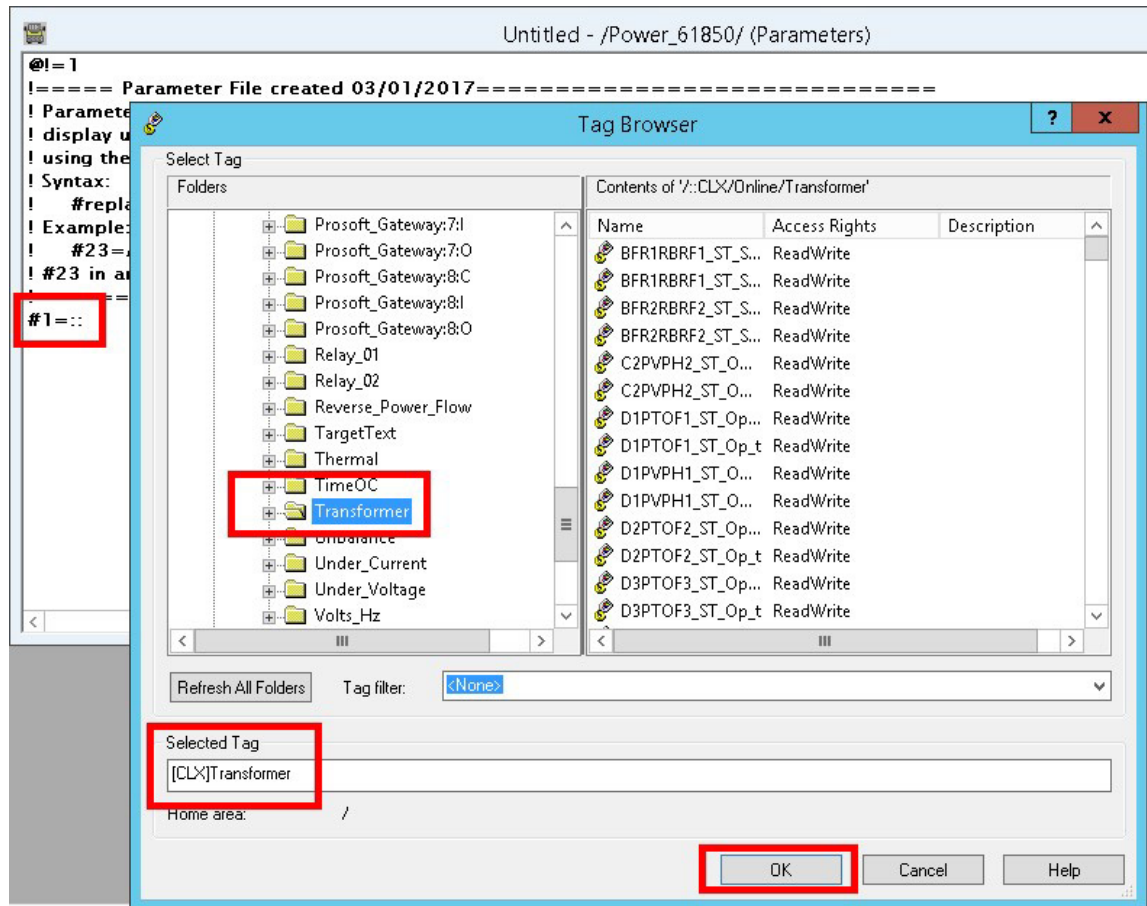 Untitled - /Power_61850/ (Parameters)
@!=1
!===== Parameter File created 03/01/2017=============================
! Paramete
! display u
! using the
! Syntax:
! #repla
! Example:
! #23=
! #23 in a
#1=::
Tag Browser
? x
Select Tag
Folders
Contents of '/::CLX/Online/Transformer'
Prosoft_Gateway:7:I
Prosoft_Gateway:7:O
Prosoft_Gateway:8:C
Prosoft_Gateway:8:I
Prosoft_Gateway:8:O
Relay_01
Relay_02
Reverse_Power_Flow
TargetText
Thermal
TimeOC
Transformer
Unbalance
Under_Current
Under_Voltage
Volts_Hz
Name Access Rights Description
BFR1RBRF1_ST_S... ReadWrite
BFR1RBRF1_ST_S... ReadWrite
BFR2RBRF2_ST_S... ReadWrite
BFR2RBRF2_ST_S... ReadWrite
C2PVPH2_ST_O... ReadWrite
C2PVPH2_ST_O... ReadWrite
D1PTOF1_ST_Op... ReadWrite
D1PTOF1_ST_Op_t ReadWrite
D1PVPH1_ST_O... ReadWrite
D1PVPH1_ST_O... ReadWrite
D2PTOF2_ST_Op... ReadWrite
D2PTOF2_ST_Op_t ReadWrite
D3PTOF3_ST_Op... ReadWrite
D3PTOF3_ST_Op_t ReadWrite
Refresh All Folders Tag filter: <None>
Selected Tag
[CLX]Transformer
Home area: /
OK Cancel Help